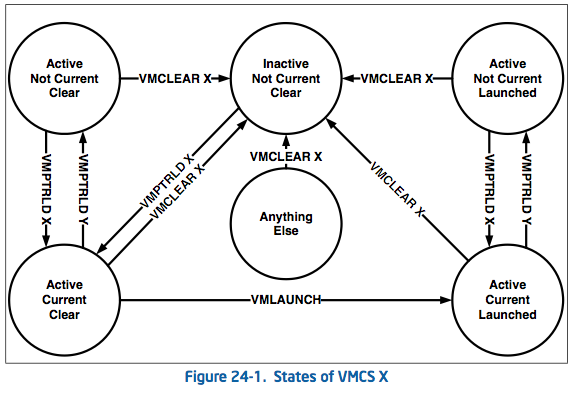 Active
Not Current
Clear
VMCLEAR X
Inactive
Not Current
Clear
VMCLEAR X
Active
Not Current
Launched
VMPTRLD X
VMPTRLD Y
VMPTRLD X
VMCLEAR X
VMCLEAR X
Anything
Else
VMCLEAR X
VMPTRLD X
VMPTRLD Y
Active
Current
Clear
VMLAUNCH
Active
Current
Launched
Figure 24-1. States of VMCS X